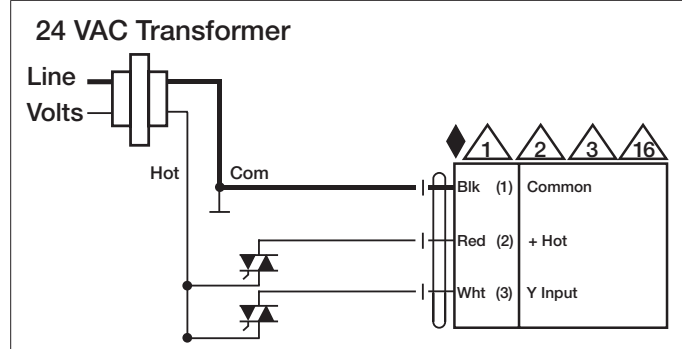 24 VAC Transformer
Line
Volts
Hot
Com
1 2 3 16
Blk (1) Common
Red (2) + Hot
Wht (3) Y Input